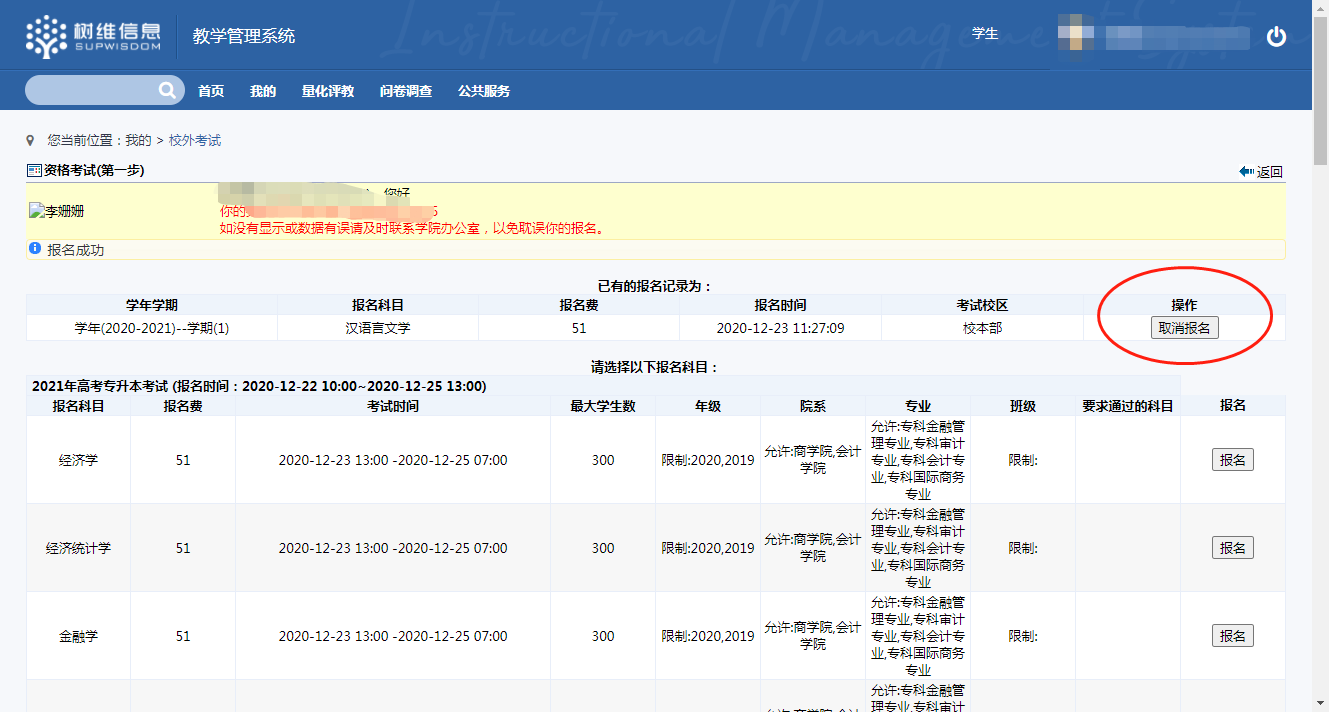 树维信息
SUPWISDOM
教学管理系统
Instructional Management System
学生
首页 我的 量化评教 问卷调查 公共服务
您当前位置：我的 > 校外考试
资格考试(第一步)
返回
您好
李姗姗
你的
如没有显示或数据有误请及时联系学院办公室，以免耽误你的报名。
报名成功
已有的报名记录为：
学年学期 报名科目 报名费 报名时间 考试校区 操作
学年(2020-2021)--学期(1) 汉语言文学 51 2020-12-23 11:27:09 校本部 取消报名
请选择以下报名科目：
2021年高考专升本考试 (报名时间：2020-12-22 10:00~2020-12-25 13:00)
报名科目 报名费 考试时间 最大学生数 年级 院系 专业 班级 要求通过的科目 报名
经济学 51 2020-12-23 13:00 -2020-12-25 07:00 300 限制:2020,2019
允许:商学院,会计
学院
允许:专科金融管
理专业,专科审计
专业,专科会计专
业,专科国际商务
专业
限制:
报名
经济统计学 51 2020-12-23 13:00 -2020-12-25 07:00 300 限制:2020,2019
允许:商学院,会计
学院
允许:专科金融管
理专业,专科审计
专业,专科会计专
业,专科国际商务
专业
限制:
报名
金融学 51 2020-12-23 13:00 -2020-12-25 07:00 300 限制:2020,2019
允许:商学院,会计
学院
允许:专科金融管
理专业,专科审计
专业,专科会计专
业,专科国际商务
专业
限制:
报名
允许:专科金融管
理专业,专科审计